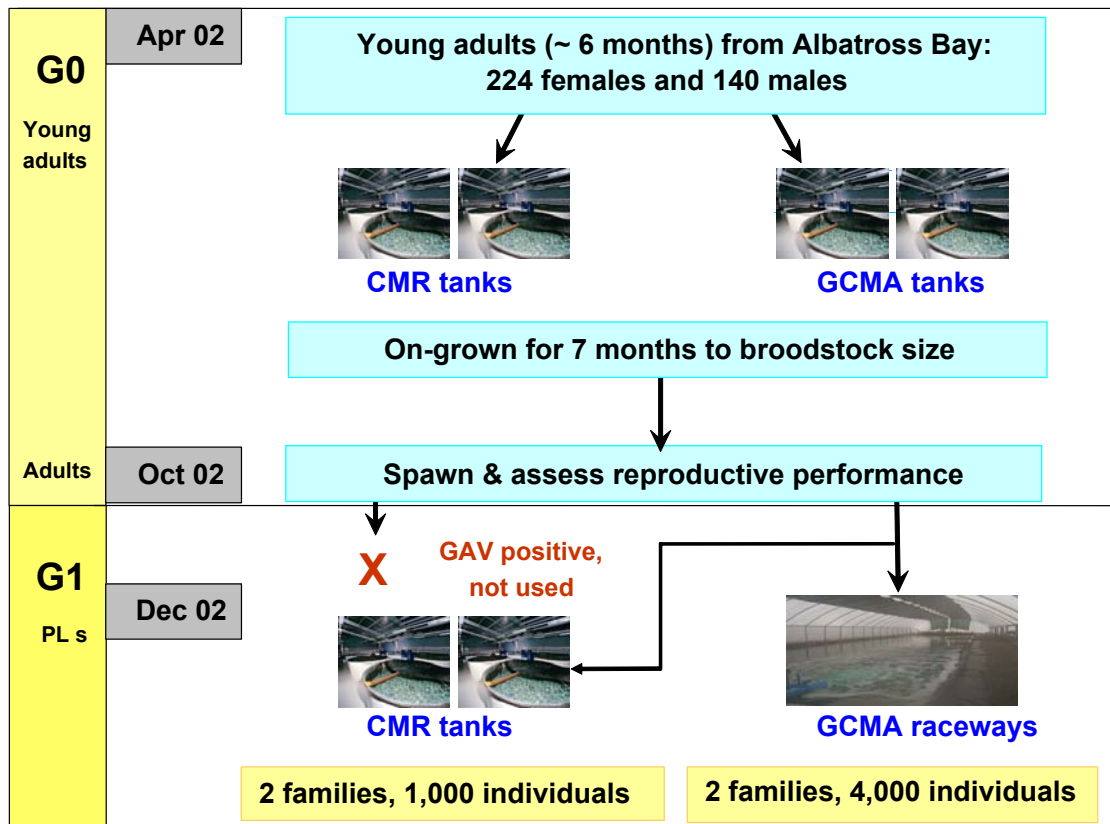 G0
Young
adults
Apr 02
Young adults (~ 6 months) from Albatross Bay:
224 females and 140 males
CMR tanks
GCMA tanks
On-grown for 7 months to broodstock size
Adults
Oct 02
Spawn & assess reproductive performance
G1
PL s
Dec 02
X
GAV positive,
not used
CMR tanks
GCMA raceways
2 families, 1,000 individuals
2 families, 4,000 individuals